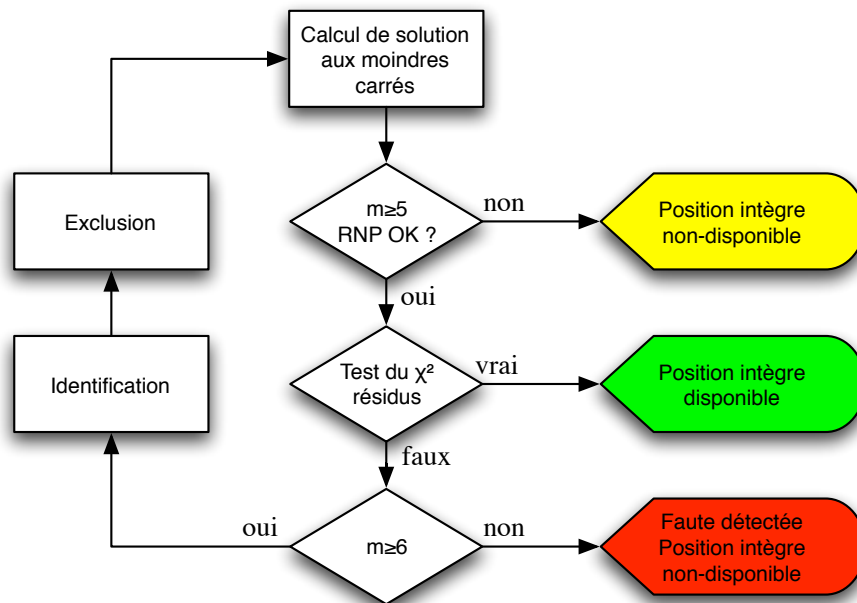 Calcul de solution
aux moindres
carrés
m≥5
RNP OK ?
non
Position intègre
non-disponible
Exclusion
oui
Test du χ²
résidus
vrai
Position intègre
disponible
Identification
faux
oui
m≥6
non
Faute détectée
Position intègre
non-disponible